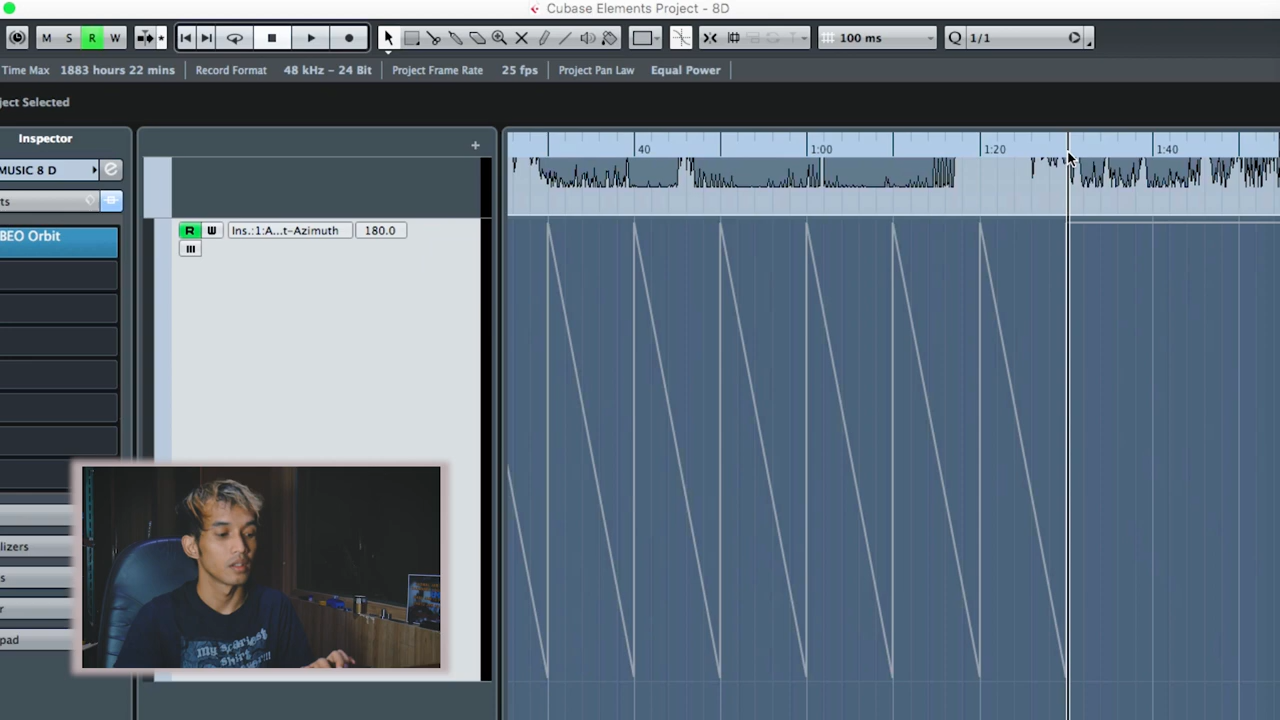 Cubase Elements Project - 8D
M S R W
100 ms
Q 1/1
Time Max 1883 hours 22 mins Record Format 48 kHz - 24 Bit Project Frame Rate 25 fps Project Pan Law Equal Power
ject Selected
Inspector
MUSIC 8 D
ts
BEO Orbit
lizers
s
r
pad
+
40 1:00 1:20 1:40
R W Ins.:1:A...t-Azimuth 180.0
my scariest
shirt